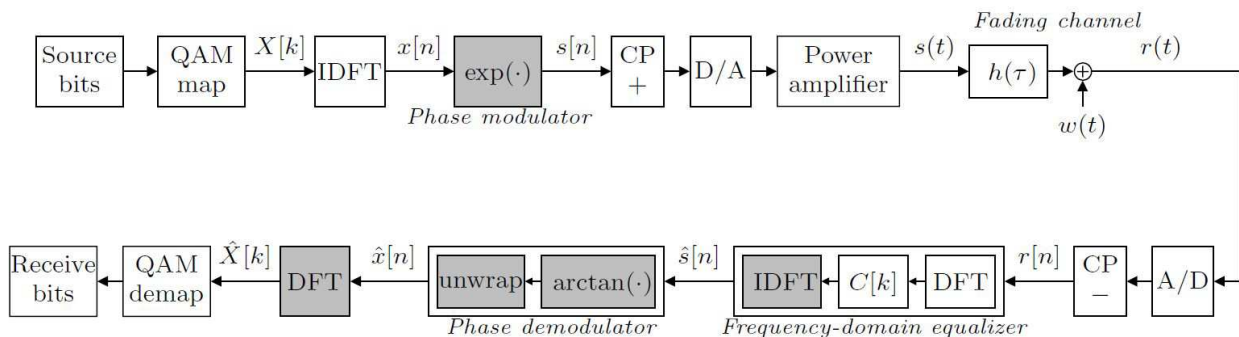 Fading channel
X[k]
x[n]
s[n]
s(t)
r(t)
Source
bits
QAM
map
IDFT
exp(·)
CP
+
D/A
Power
amplifier
h(τ)
Phase modulator
w(t)
X̂[k]
x̂[n]
ŝ[n]
r[n]
Receive
bits
QAM
demap
DFT
unwrap
arctan(·)
IDFT
C[k]
DFT
CP
−
A/D
Phase demodulator
Frequency-domain equalizer